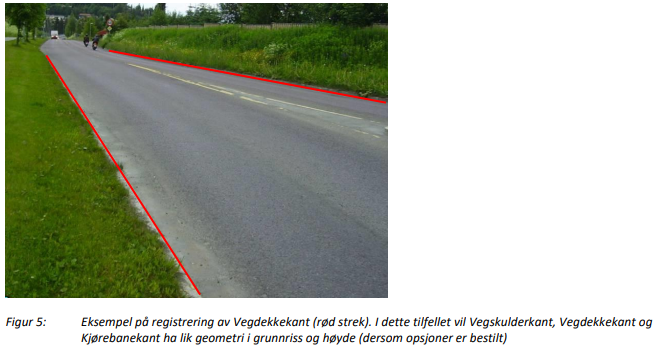 Figur 5: Eksempel på registrering av Vegdekkekant (rød strek). I dette tilfellet vil Vegskulderkant, Vegdekkekant og
Kjørebanekant ha lik geometri i grunnriss og høyde (dersom opsjoner er bestilt)